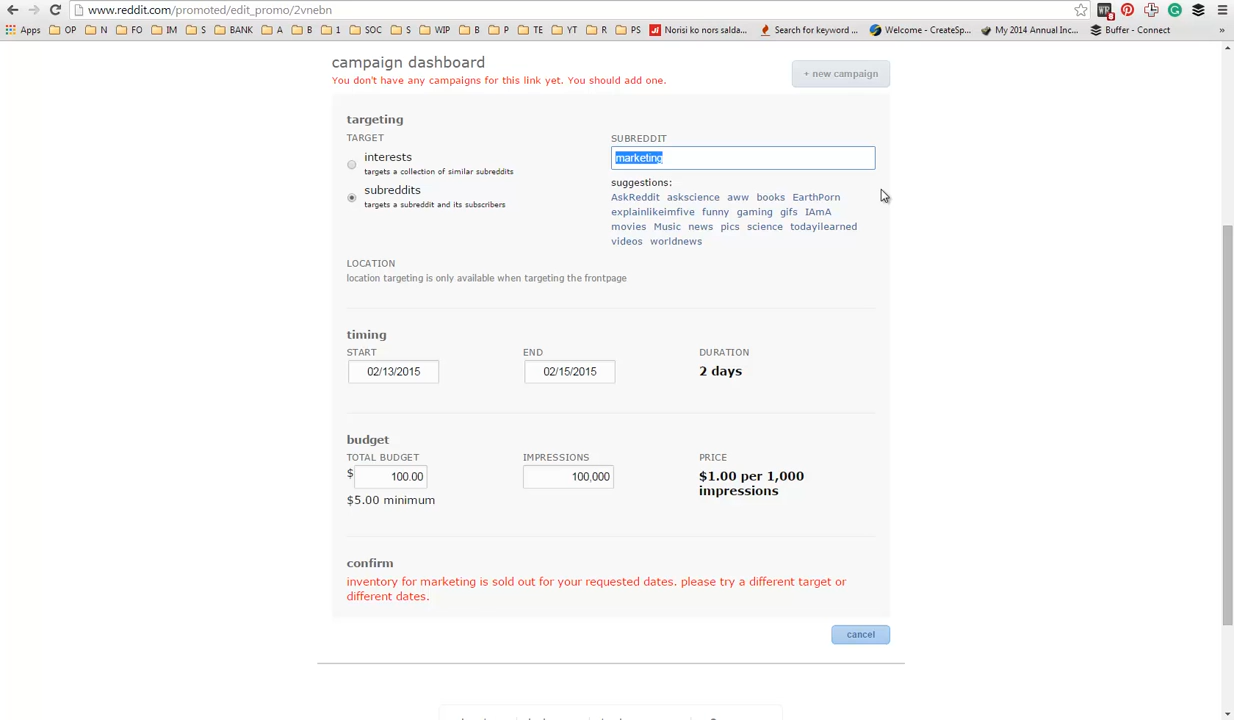 www.reddit.com/promoted/edit_promo/2vnebn
Apps OP N FO IM S BANK A B 1 SOC S WIP B P TE YT R PS Norisi ko nors salda... Search for keyword ... Welcome - CreateSp... My 2014 Annual Inc... Buffer - Connect »
campaign dashboard
You don't have any campaigns for this link yet. You should add one.
+ new campaign
targeting
TARGET
interests
targets a collection of similar subreddits
subreddits
targets a subreddit and its subscribers
SUBREDDIT
marketing
suggestions:
AskReddit askscience aww books EarthPorn
explainlikeimfive funny gaming gifs IAmA
movies Music news pics science todayilearned
videos worldnews
LOCATION
location targeting is only available when targeting the frontpage
timing
START END DURATION
02/13/2015 02/15/2015 2 days
budget
TOTAL BUDGET IMPRESSIONS PRICE
$ 100.00 100,000 $1.00 per 1,000
impressions
$5.00 minimum
confirm
inventory for marketing is sold out for your requested dates. please try a different target or
different dates.
cancel